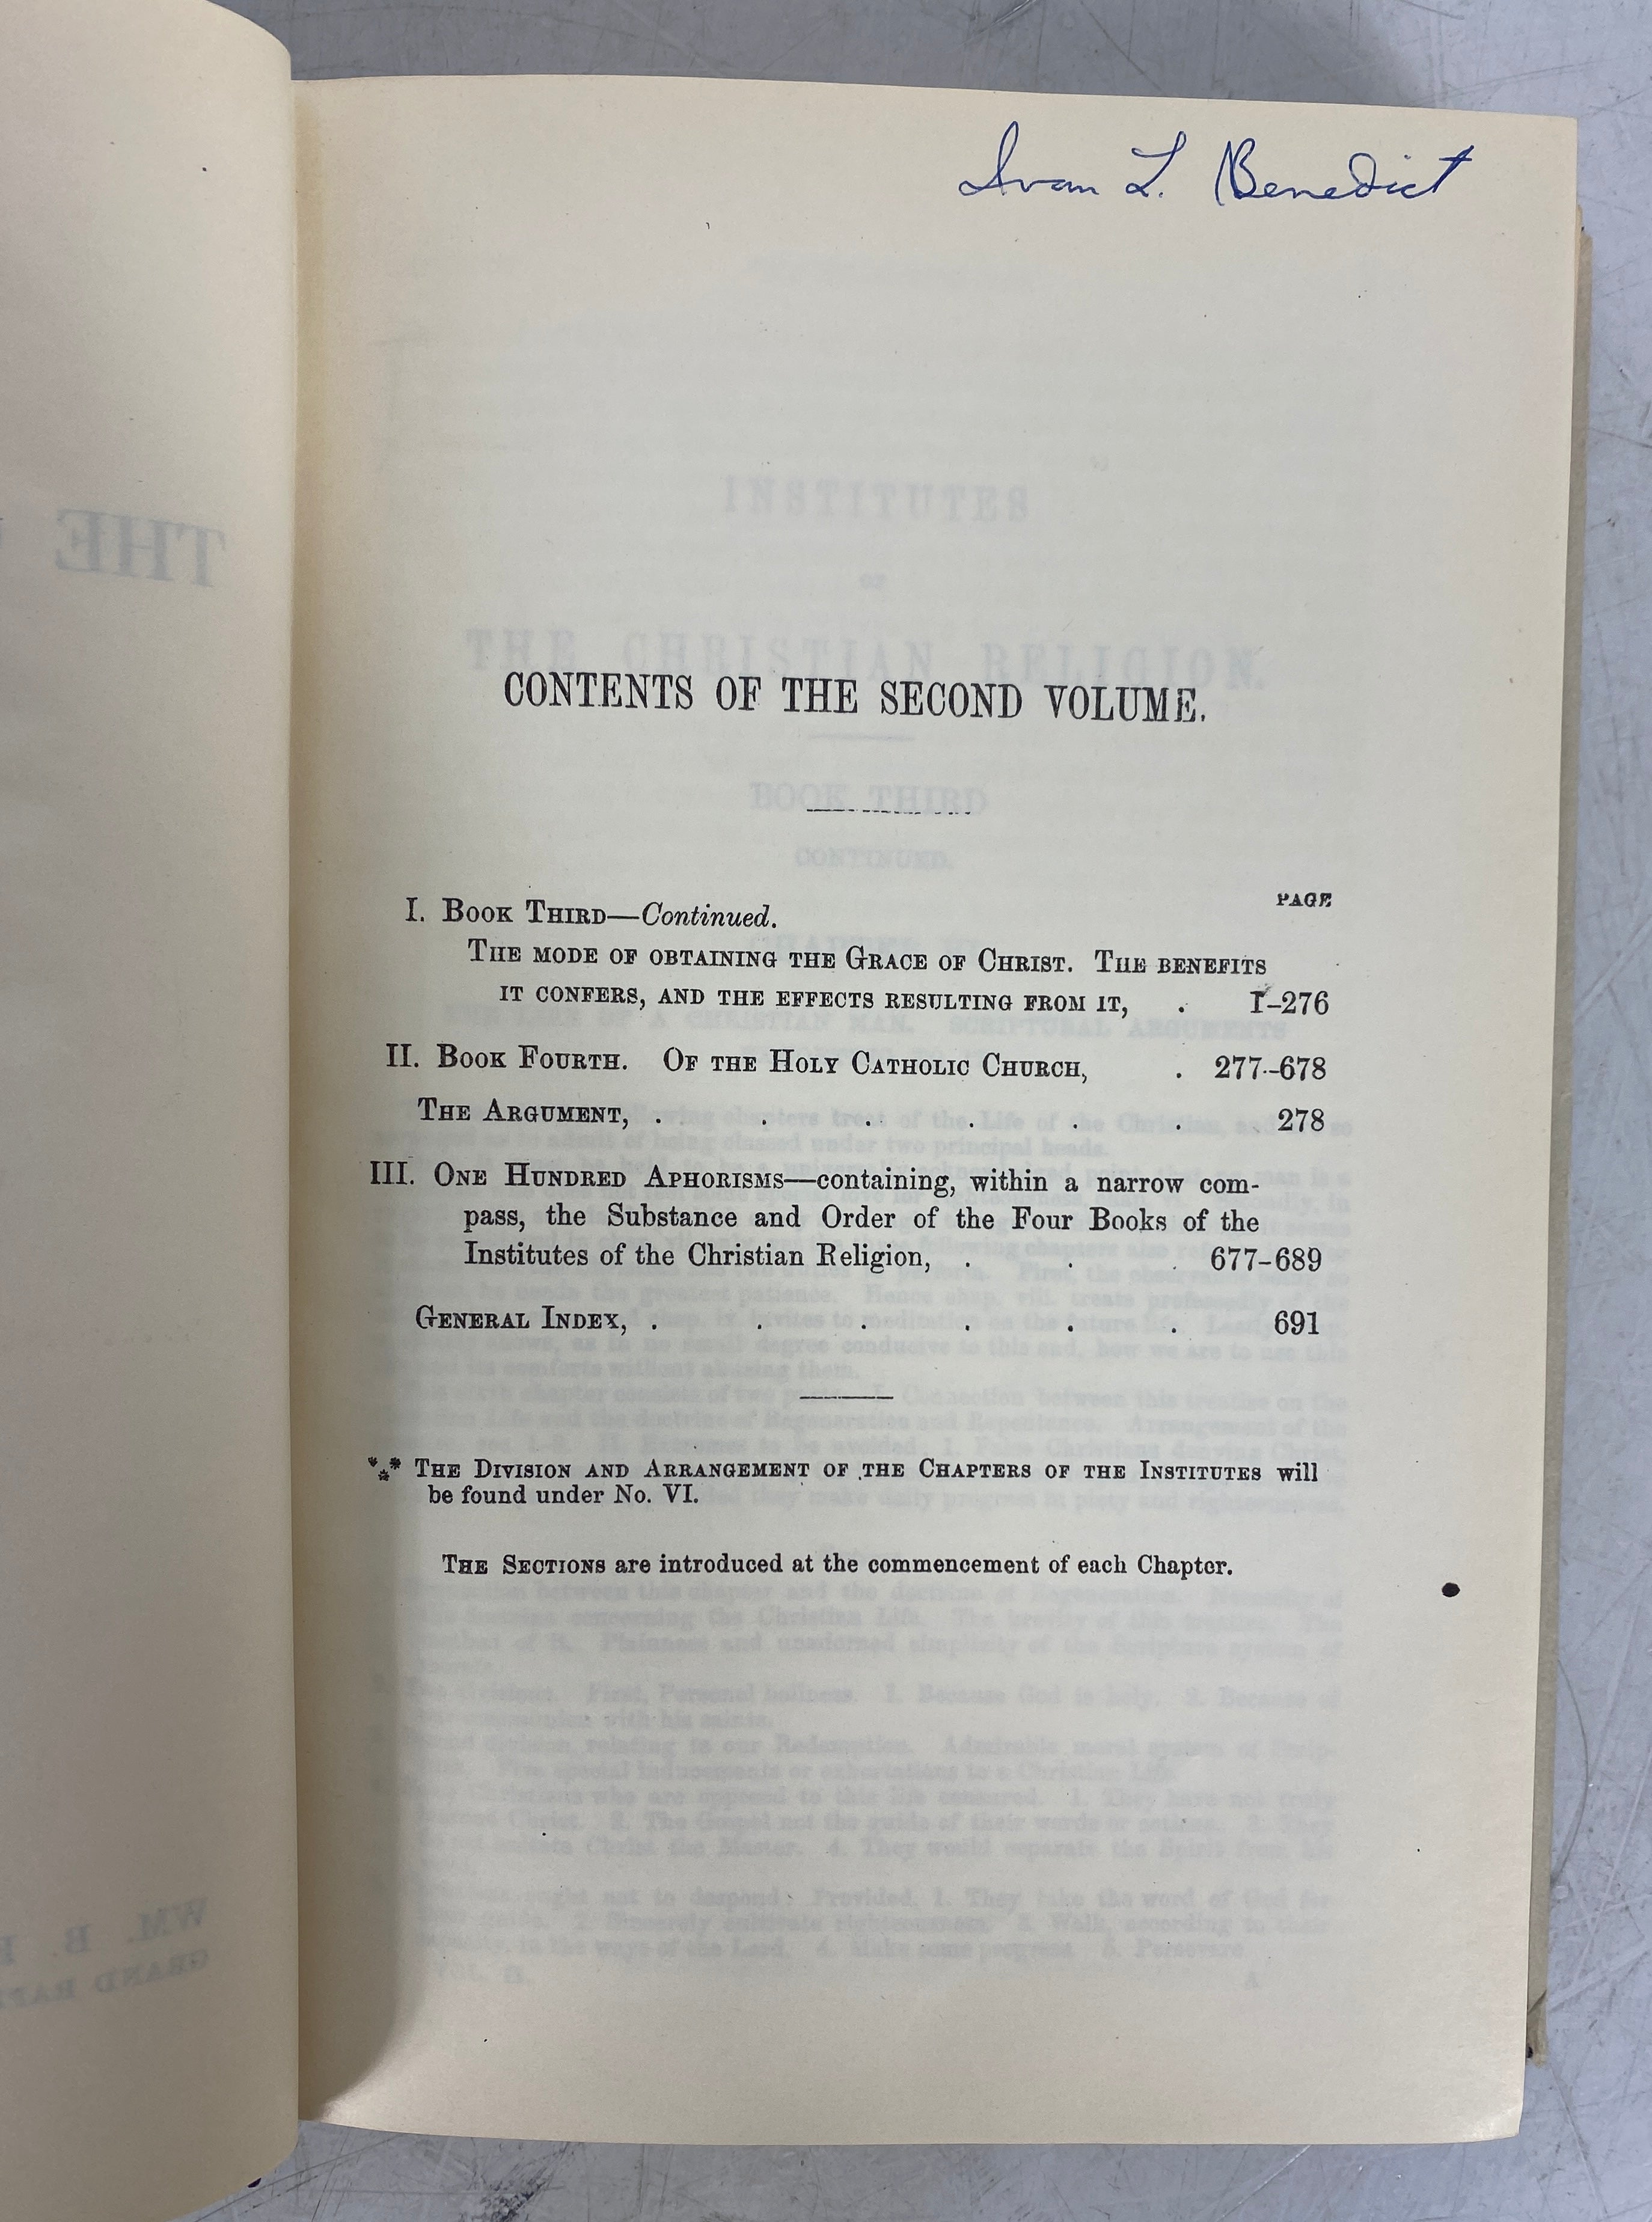 Ivan L. Benedict
CONTENTS OF THE SECOND VOLUME.
PAGE
I. BOOK THIRD—Continued.
THE MODE OF OBTAINING THE GRACE OF CHRIST. THE BENEFITS
IT CONFERS, AND THE EFFECTS RESULTING FROM IT, . 1–276
II. BOOK FOURTH. OF THE HOLY CATHOLIC CHURCH, . 277–678
THE ARGUMENT, . . . . . . 278
III. ONE HUNDRED APHORISMS—containing, within a narrow com-
pass, the Substance and Order of the Four Books of the
Institutes of the Christian Religion, . . . 677–689
GENERAL INDEX, . . . . . . 691
*⁎* THE DIVISION AND ARRANGEMENT OF THE CHAPTERS OF THE INSTITUTES will
be found under No. VI.
THE SECTIONS are introduced at the commencement of each Chapter.